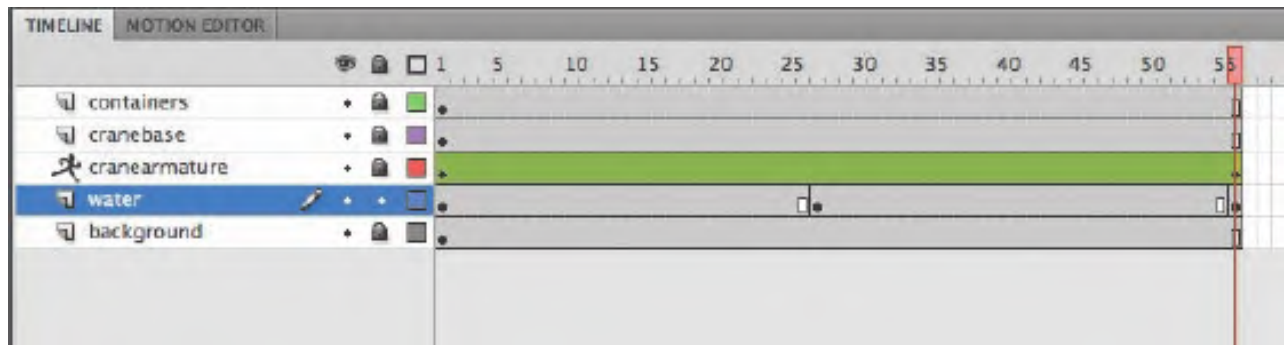 TIMELINE MOTION EDITOR
1 5 10 15 20 25 30 35 40 45 50 55
containers
cranebase
cranearmature
water
background